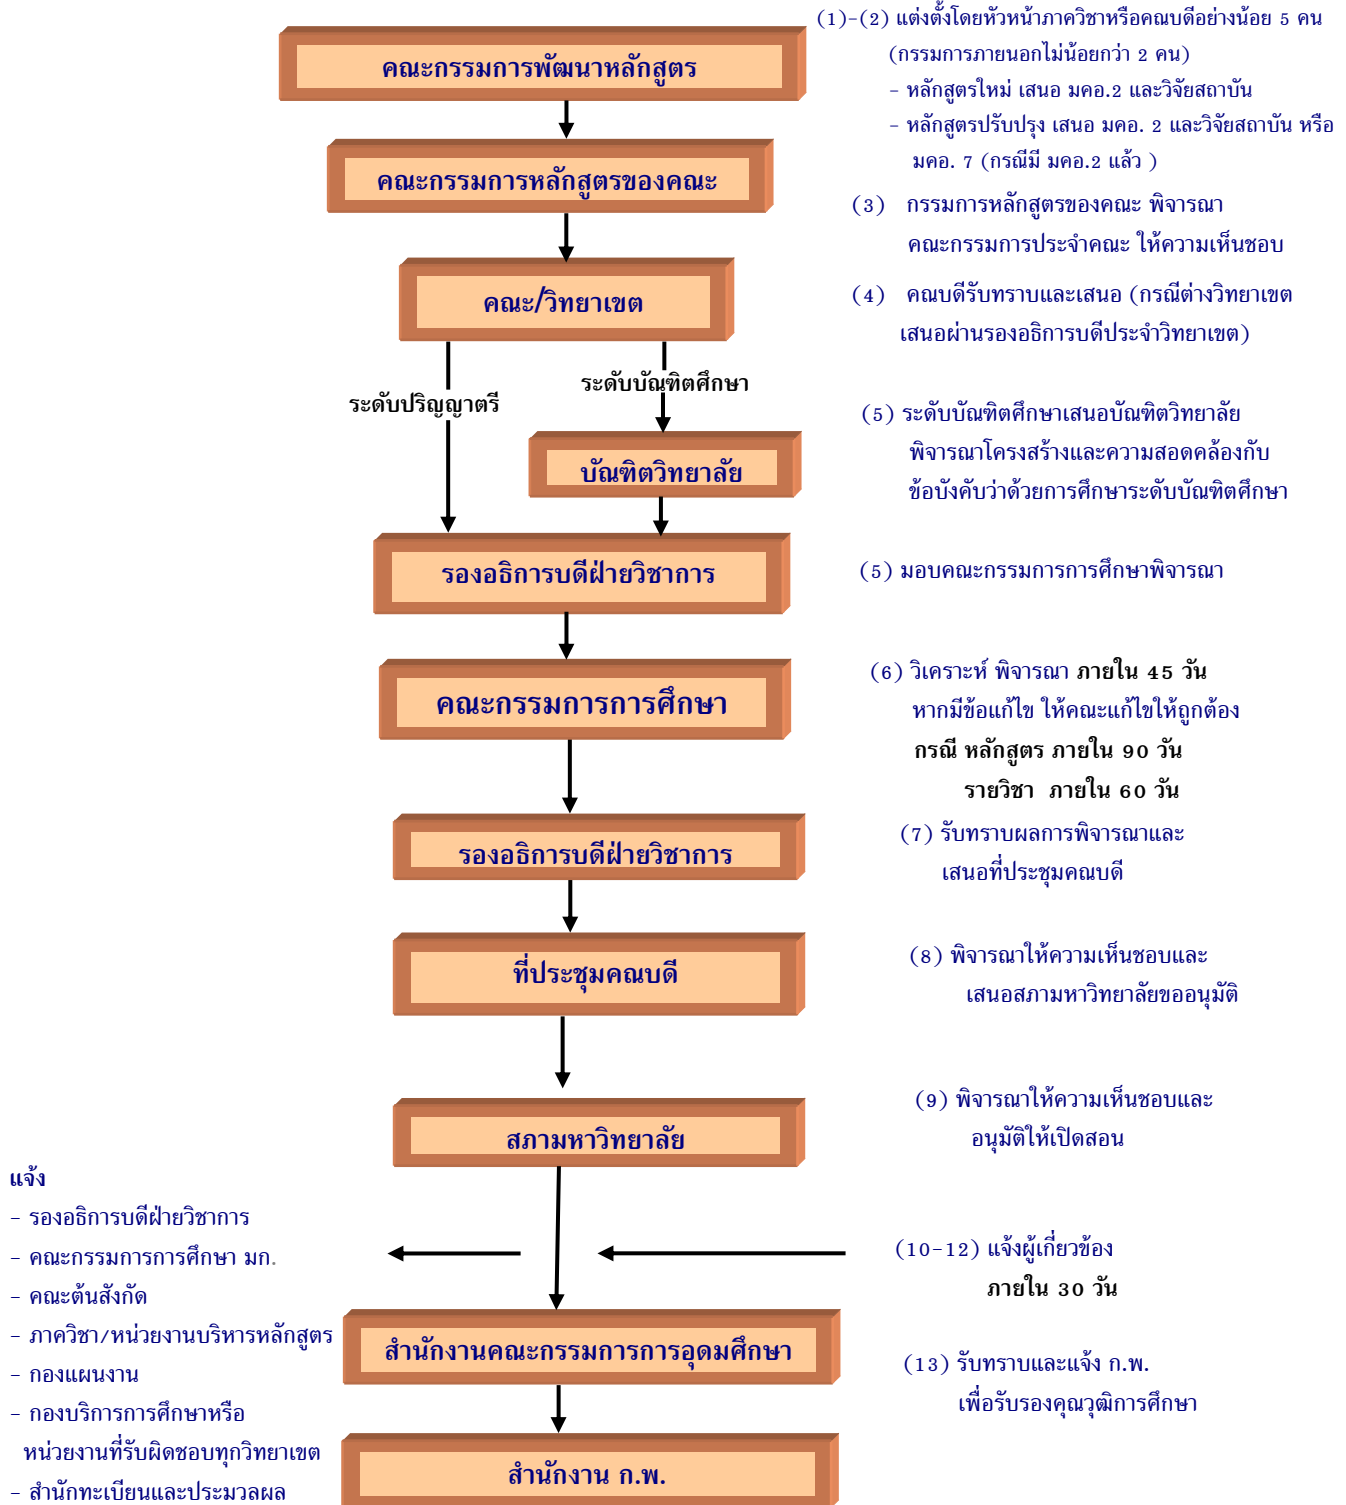 (1)-(2) แต่งตั้งโดยหัวหน้าภาควิชาหรือคณบดีอย่างน้อย 5 คน
(กรรมการภายนอกไม่น้อยกว่า 2 คน)
- หลักสูตรใหม่ เสนอ มคอ.2 และวิจัยสถาบัน
- หลักสูตรปรับปรุง เสนอ มคอ. 2 และวิจัยสถาบัน หรือ
มคอ. 7 (กรณีมี มคอ.2 แล้ว )
คณะกรรมการพัฒนาหลักสูตร
คณะกรรมการหลักสูตรของคณะ
(3) กรรมการหลักสูตรของคณะ พิจารณา
คณะกรรมการประจำคณะ ให้ความเห็นชอบ
คณะ/วิทยาเขต
(4) คณบดีรับทราบและเสนอ (กรณีต่างวิทยาเขต
เสนอผ่านรองอธิการบดีประจำวิทยาเขต)
ระดับปริญญาตรี
ระดับบัณฑิตศึกษา
บัณฑิตวิทยาลัย
(5) ระดับบัณฑิตศึกษาเสนอบัณฑิตวิทยาลัย
พิจารณาโครงสร้างและความสอดคล้องกับ
ข้อบังคับว่าด้วยการศึกษาระดับบัณฑิตศึกษา
รองอธิการบดีฝ่ายวิชาการ
(5) มอบคณะกรรมการการศึกษาพิจารณา
คณะกรรมการการศึกษา
(6) วิเคราะห์ พิจารณา ภายใน 45 วัน
หากมีข้อแก้ไข ให้คณะแก้ไขให้ถูกต้อง
กรณี หลักสูตร ภายใน 90 วัน
รายวิชา ภายใน 60 วัน
รองอธิการบดีฝ่ายวิชาการ
(7) รับทราบผลการพิจารณาและ
เสนอที่ประชุมคณบดี
ที่ประชุมคณบดี
(8) พิจารณาให้ความเห็นชอบและ
เสนอสภามหาวิทยาลัยขออนุมัติ
สภามหาวิทยาลัย
(9) พิจารณาให้ความเห็นชอบและ
อนุมัติให้เปิดสอน
(10-12) แจ้งผู้เกี่ยวข้อง
ภายใน 30 วัน
แจ้ง
- รองอธิการบดีฝ่ายวิชาการ
- คณะกรรมการการศึกษา มก.
- คณะต้นสังกัด
- ภาควิชา/หน่วยงานบริหารหลักสูตร
- กองแผนงาน
- กองบริการการศึกษาหรือ
หน่วยงานที่รับผิดชอบทุกวิทยาเขต
- สำนักทะเบียนและประมวลผล
สำนักงานคณะกรรมการการอุดมศึกษา
(13) รับทราบและแจ้ง ก.พ.
เพื่อรับรองคุณวุฒิการศึกษา
สำนักงาน ก.พ.